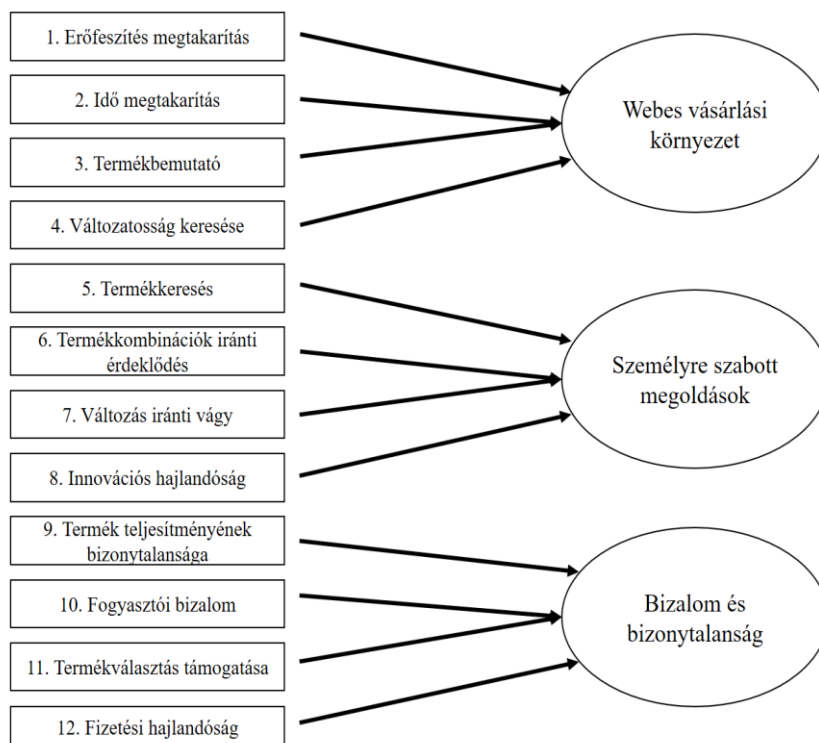 1. Erőfeszítés megtakarítás
2. Idő megtakarítás
3. Termékbemutató
4. Változatosság keresése
Webes vásárlási
környezet
5. Termékkeresés
6. Termékkombinációk iránti
érdeklődés
7. Változás iránti vágy
8. Innovációs hajlandóság
Személyre szabott
megoldások
9. Termék teljesítményének
bizonytalansága
10. Fogyasztói bizalom
11. Termékválasztás támogatása
12. Fizetési hajlandóság
Bizalom és
bizonytalanság